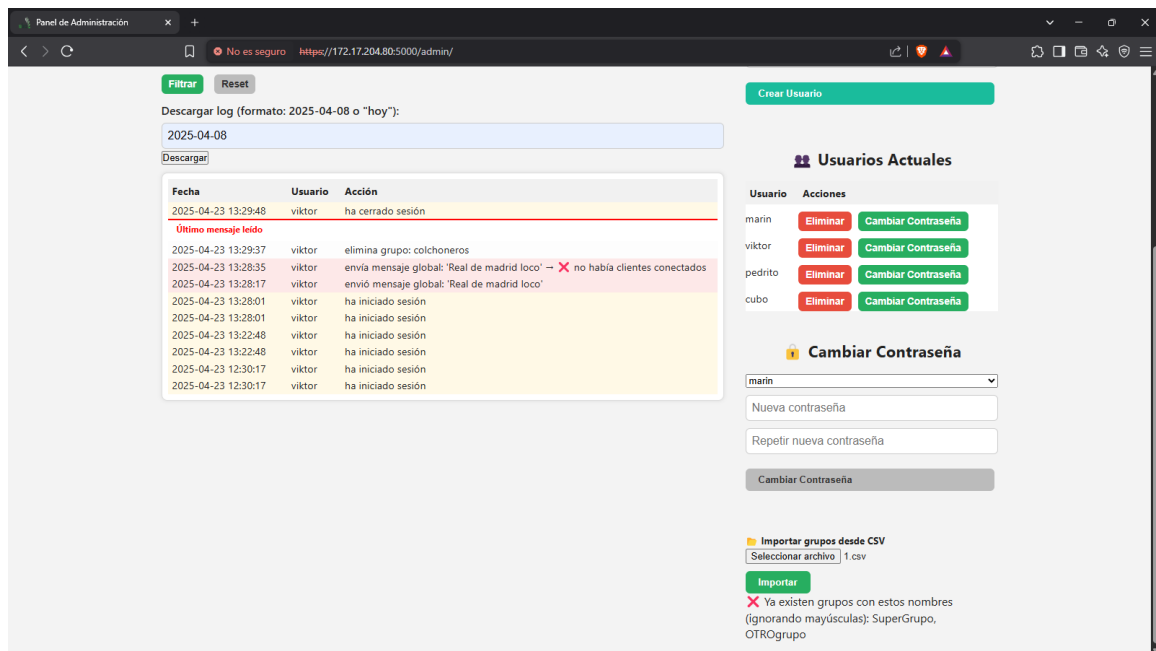 Panel de Administración
No es seguro https://172.17.204.80:5000/admin/
Filtrar Reset
Descargar log (formato: 2025-04-08 o "hoy"):
2025-04-08
Descargar
Fecha Usuario Acción
2025-04-23 13:29:48 viktor ha cerrado sesión
Último mensaje leído
2025-04-23 13:29:37 viktor elimina grupo: colchoneros
2025-04-23 13:28:35 viktor envía mensaje global: 'Real de madrid loco' → ❌ no había clientes conectados
2025-04-23 13:28:17 viktor envió mensaje global: 'Real de madrid loco'
2025-04-23 13:28:01 viktor ha iniciado sesión
2025-04-23 13:28:01 viktor ha iniciado sesión
2025-04-23 13:22:48 viktor ha iniciado sesión
2025-04-23 13:22:48 viktor ha iniciado sesión
2025-04-23 12:30:17 viktor ha iniciado sesión
2025-04-23 12:30:17 viktor ha iniciado sesión
Crear Usuario
Usuarios Actuales
Usuario Acciones
marin Eliminar Cambiar Contraseña
viktor Eliminar Cambiar Contraseña
pedrito Eliminar Cambiar Contraseña
cubo Eliminar Cambiar Contraseña
Cambiar Contraseña
marin
Nueva contraseña
Repetir nueva contraseña
Cambiar Contraseña
Importar grupos desde CSV
Seleccionar archivo 1.csv
Importar
❌ Ya existen grupos con estos nombres
(ignorando mayúsculas): SuperGrupo,
OTROgrupo